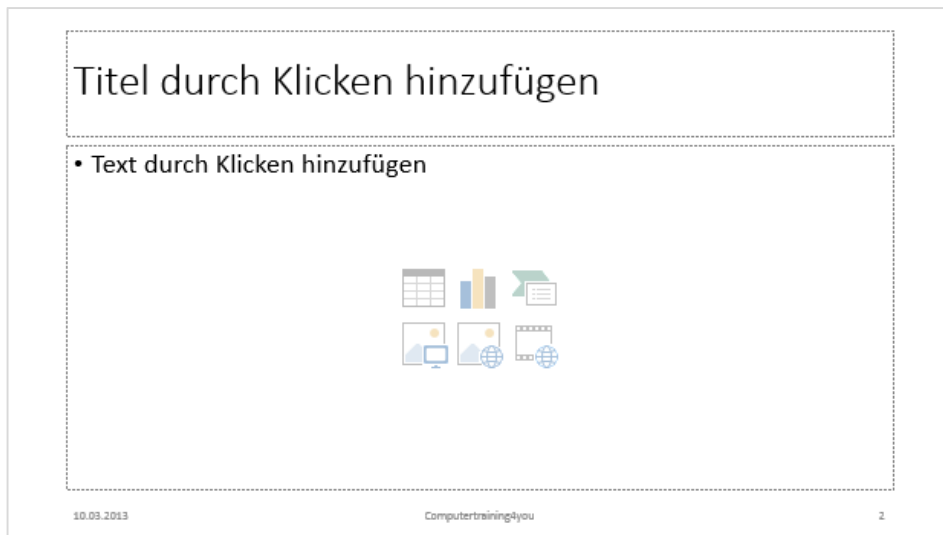 Titel durch Klicken hinzufügen
• Text durch Klicken hinzufügen
10.03.2013 Computertraining4you 2